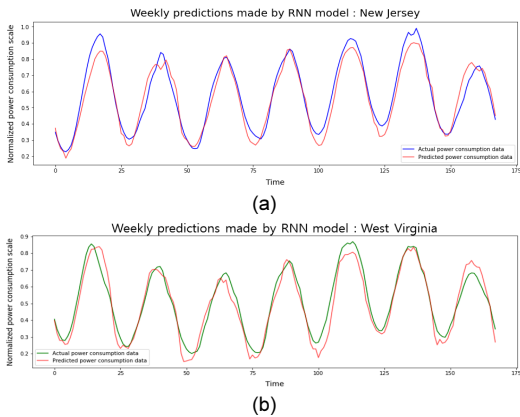 Weekly predictions made by RNN model : New Jersey
Normalized power consumption scale
1.0
0.9
0.8
0.7
0.6
0.5
0.4
0.3
0.2
Actual power consumption data
Predicted power consumption data
0 25 50 75 100 125 150 175
Time
(a)
Weekly predictions made by RNN model : West Virginia
Normalized power consumption scale
0.9
0.8
0.7
0.6
0.5
0.4
0.3
0.2
Actual power consumption data
Predicted power consumption data
0 25 50 75 100 125 150 175
Time
(b)